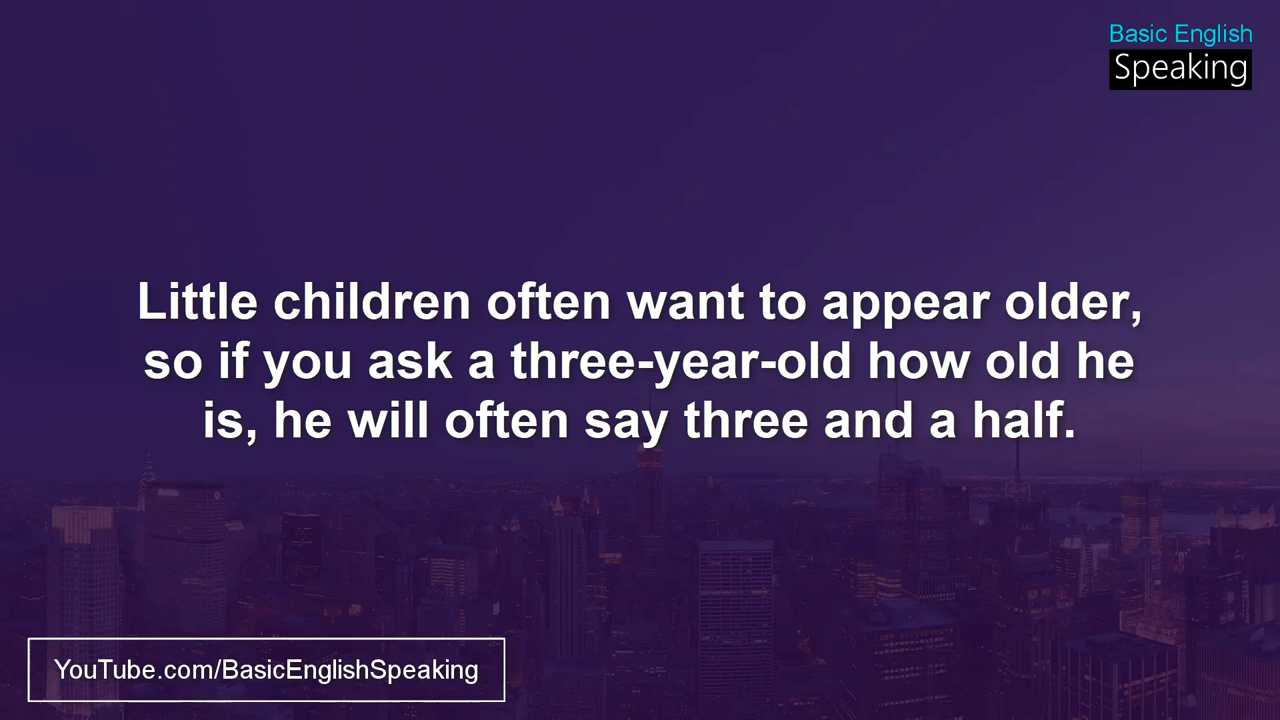 Basic English
Speaking
Little children often want to appear older,
so if you ask a three-year-old how old he
is, he will often say three and a half.
YouTube.com/BasicEnglishSpeaking